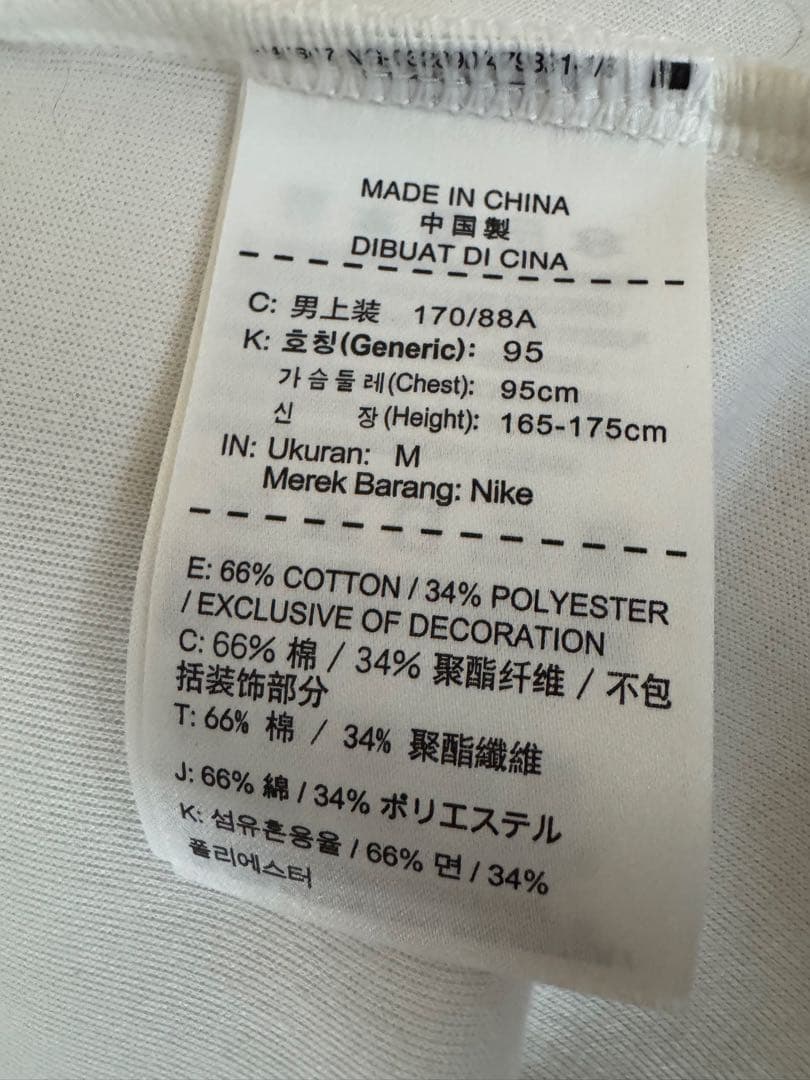 MADE IN CHINA
中国製
DIBUAT DI CINA
C: 男上装 170/88A
K: 호칭(Generic): 95
가슴둘레(Chest): 95cm
신 장(Height): 165-175cm
IN: Ukuran: M
Merek Barang: Nike
E: 66% COTTON / 34% POLYESTER
/ EXCLUSIVE OF DECORATION
C: 66% 棉 / 34% 聚酯纤维 / 不包
括装饰部分
T: 66% 棉 / 34% 聚酯纖維
J: 66% 綿 / 34% ポリエステル
K: 섬유혼용율 / 66% 면 / 34%
폴리에스터